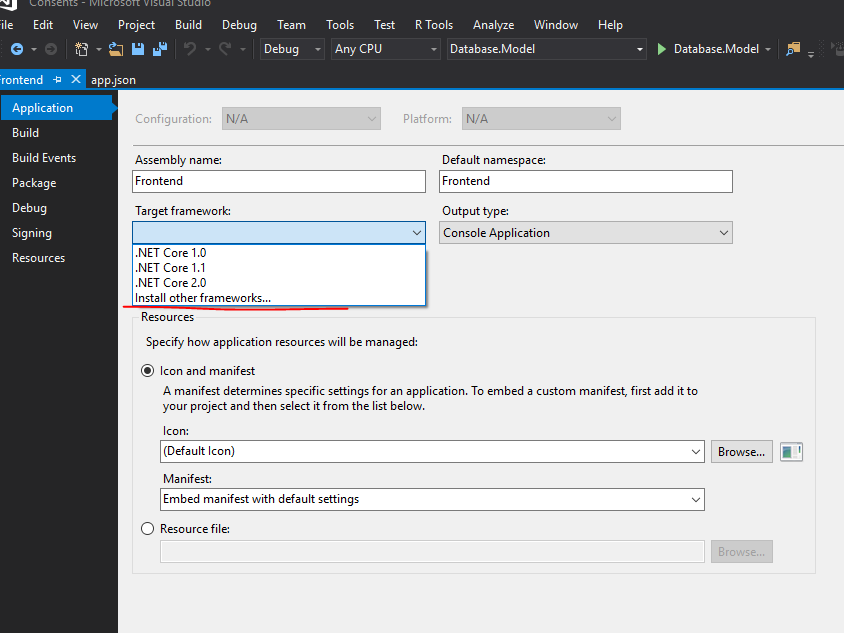 Consents - Microsoft Visual Studio
File Edit View Project Build Debug Team Tools Test R Tools Analyze Window Help
Debug Any CPU Database.Model Database.Model
Frontend app.json
Application
Build
Build Events
Package
Debug
Signing
Resources
Configuration: N/A Platform: N/A
Assembly name: Default namespace:
Frontend Frontend
Target framework: Output type:
Console Application
.NET Core 1.0
.NET Core 1.1
.NET Core 2.0
Install other frameworks...
Resources
Specify how application resources will be managed:
Icon and manifest
A manifest determines specific settings for an application. To embed a custom manifest, first add it to
your project and then select it from the list below.
Icon:
(Default Icon) Browse...
Manifest:
Embed manifest with default settings
Resource file:
Browse...